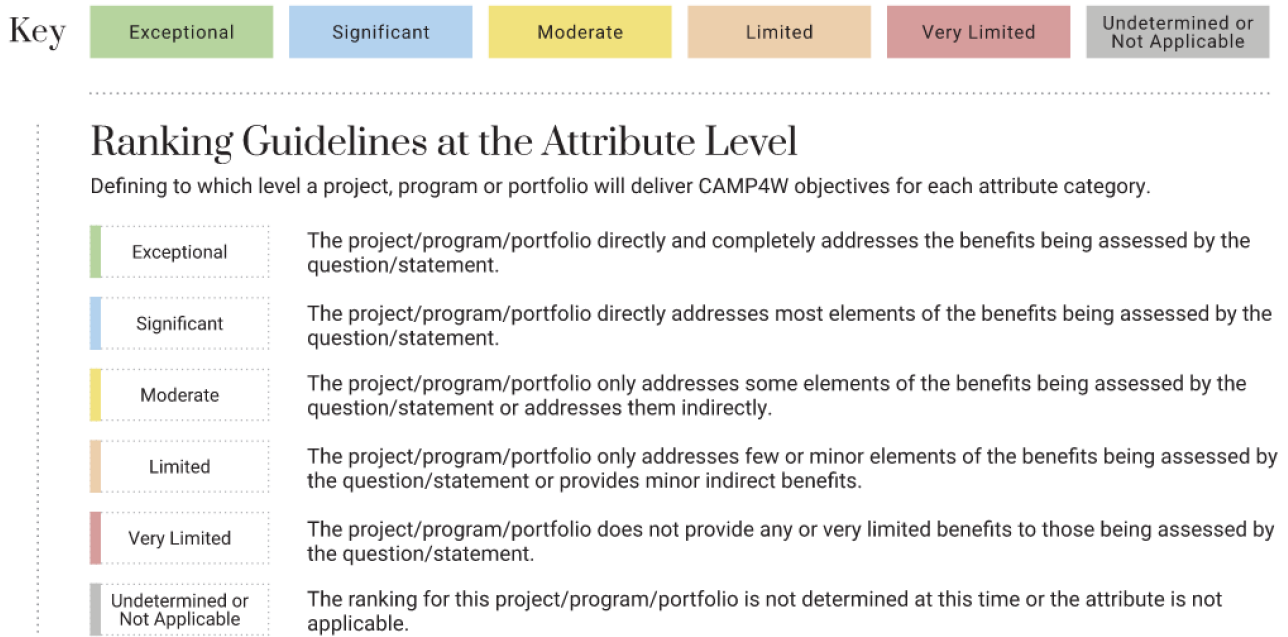 Key
Exceptional
Significant
Moderate
Limited
Very Limited
Undetermined or
Not Applicable
Ranking Guidelines at the Attribute Level
Defining to which level a project, program or portfolio will deliver CAMP4W objectives for each attribute category.
Exceptional
The project/program/portfolio directly and completely addresses the benefits being assessed by the
question/statement.
Significant
The project/program/portfolio directly addresses most elements of the benefits being assessed by the
question/statement.
Moderate
The project/program/portfolio only addresses some elements of the benefits being assessed by the
question/statement or addresses them indirectly.
Limited
The project/program/portfolio only addresses few or minor elements of the benefits being assessed by
the question/statement or provides minor indirect benefits.
Very Limited
The project/program/portfolio does not provide any or very limited benefits to those being assessed by
the question/statement.
Undetermined or
Not Applicable
The ranking for this project/program/portfolio is not determined at this time or the attribute is not
applicable.